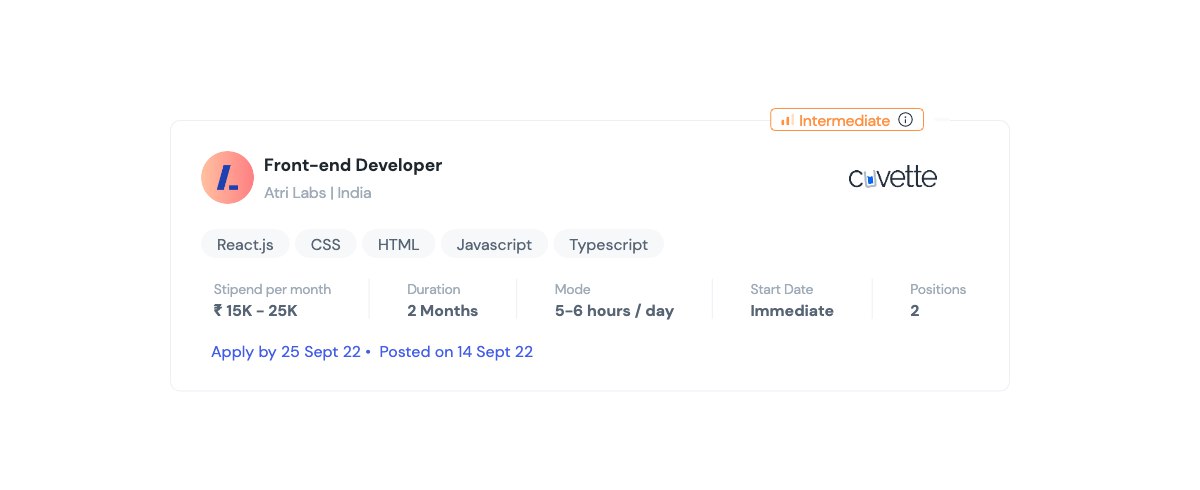 Intermediate
Front-end Developer
Atri Labs | India
cuvette
React.js CSS HTML Javascript Typescript
Stipend per month Duration Mode Start Date Positions
₹ 15K - 25K 2 Months 5-6 hours / day Immediate 2
Apply by 25 Sept 22 • Posted on 14 Sept 22